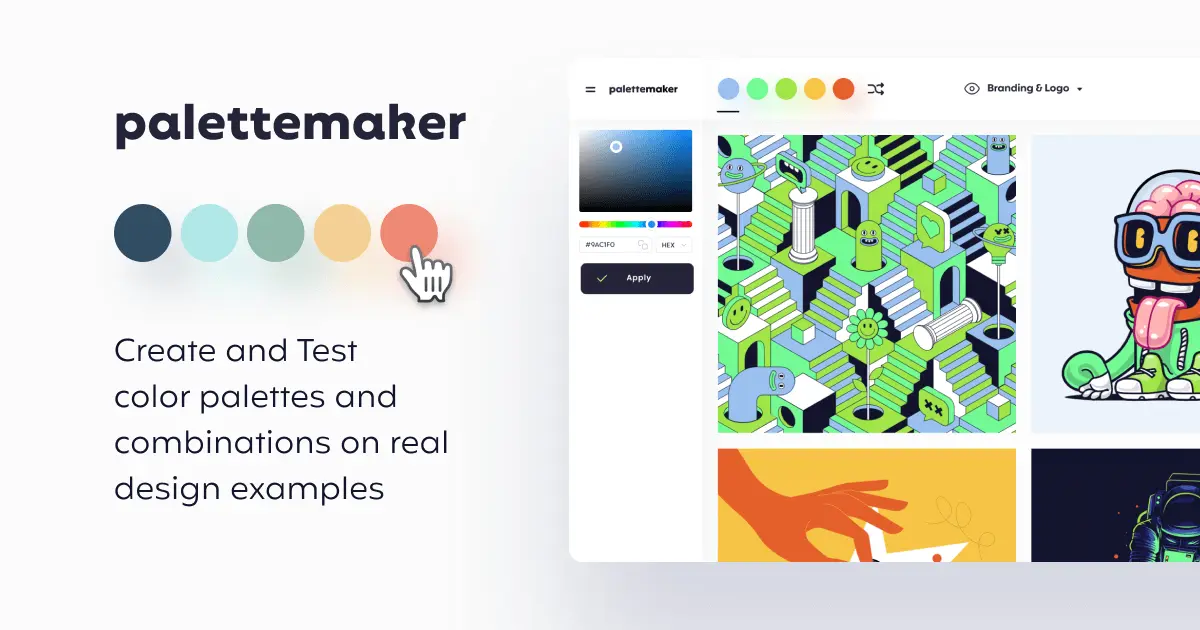 palettemaker
Create and Test
color palettes and
combinations on real
design examples
palettemaker
Branding & Logo
#9AC1F0
HEX
Apply